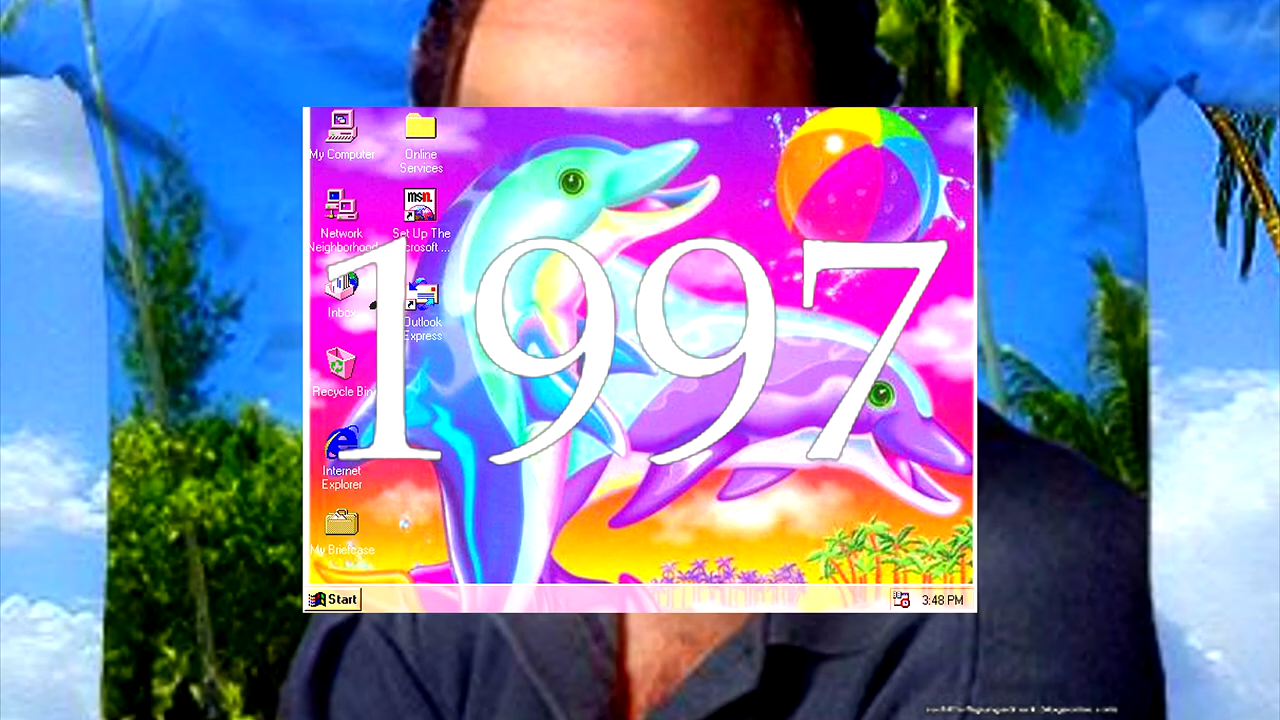 My Computer
Online
Services
Network
Neighborhood
msn.
Set Up The
Inbox
Outlook
Express
1997
Recycle Bin
Internet
Explorer
My Briefcase
Start
3:48 PM